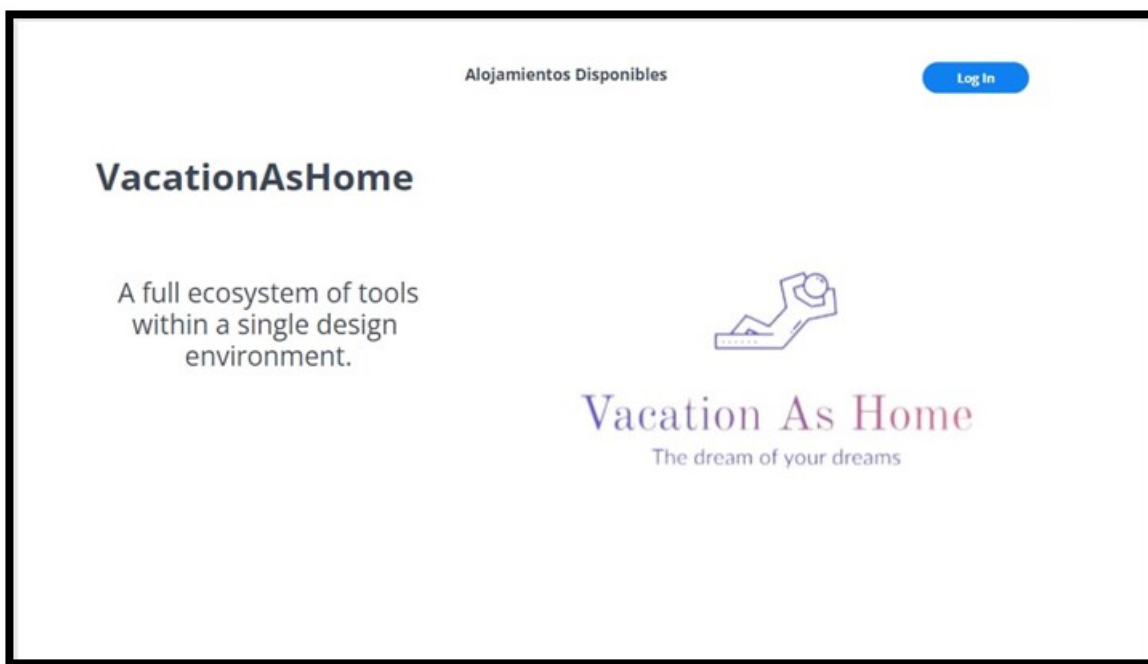 Alojamientos Disponibles
Log In
VacationAsHome
A full ecosystem of tools
within a single design
environment.
Vacation As Home
The dream of your dreams